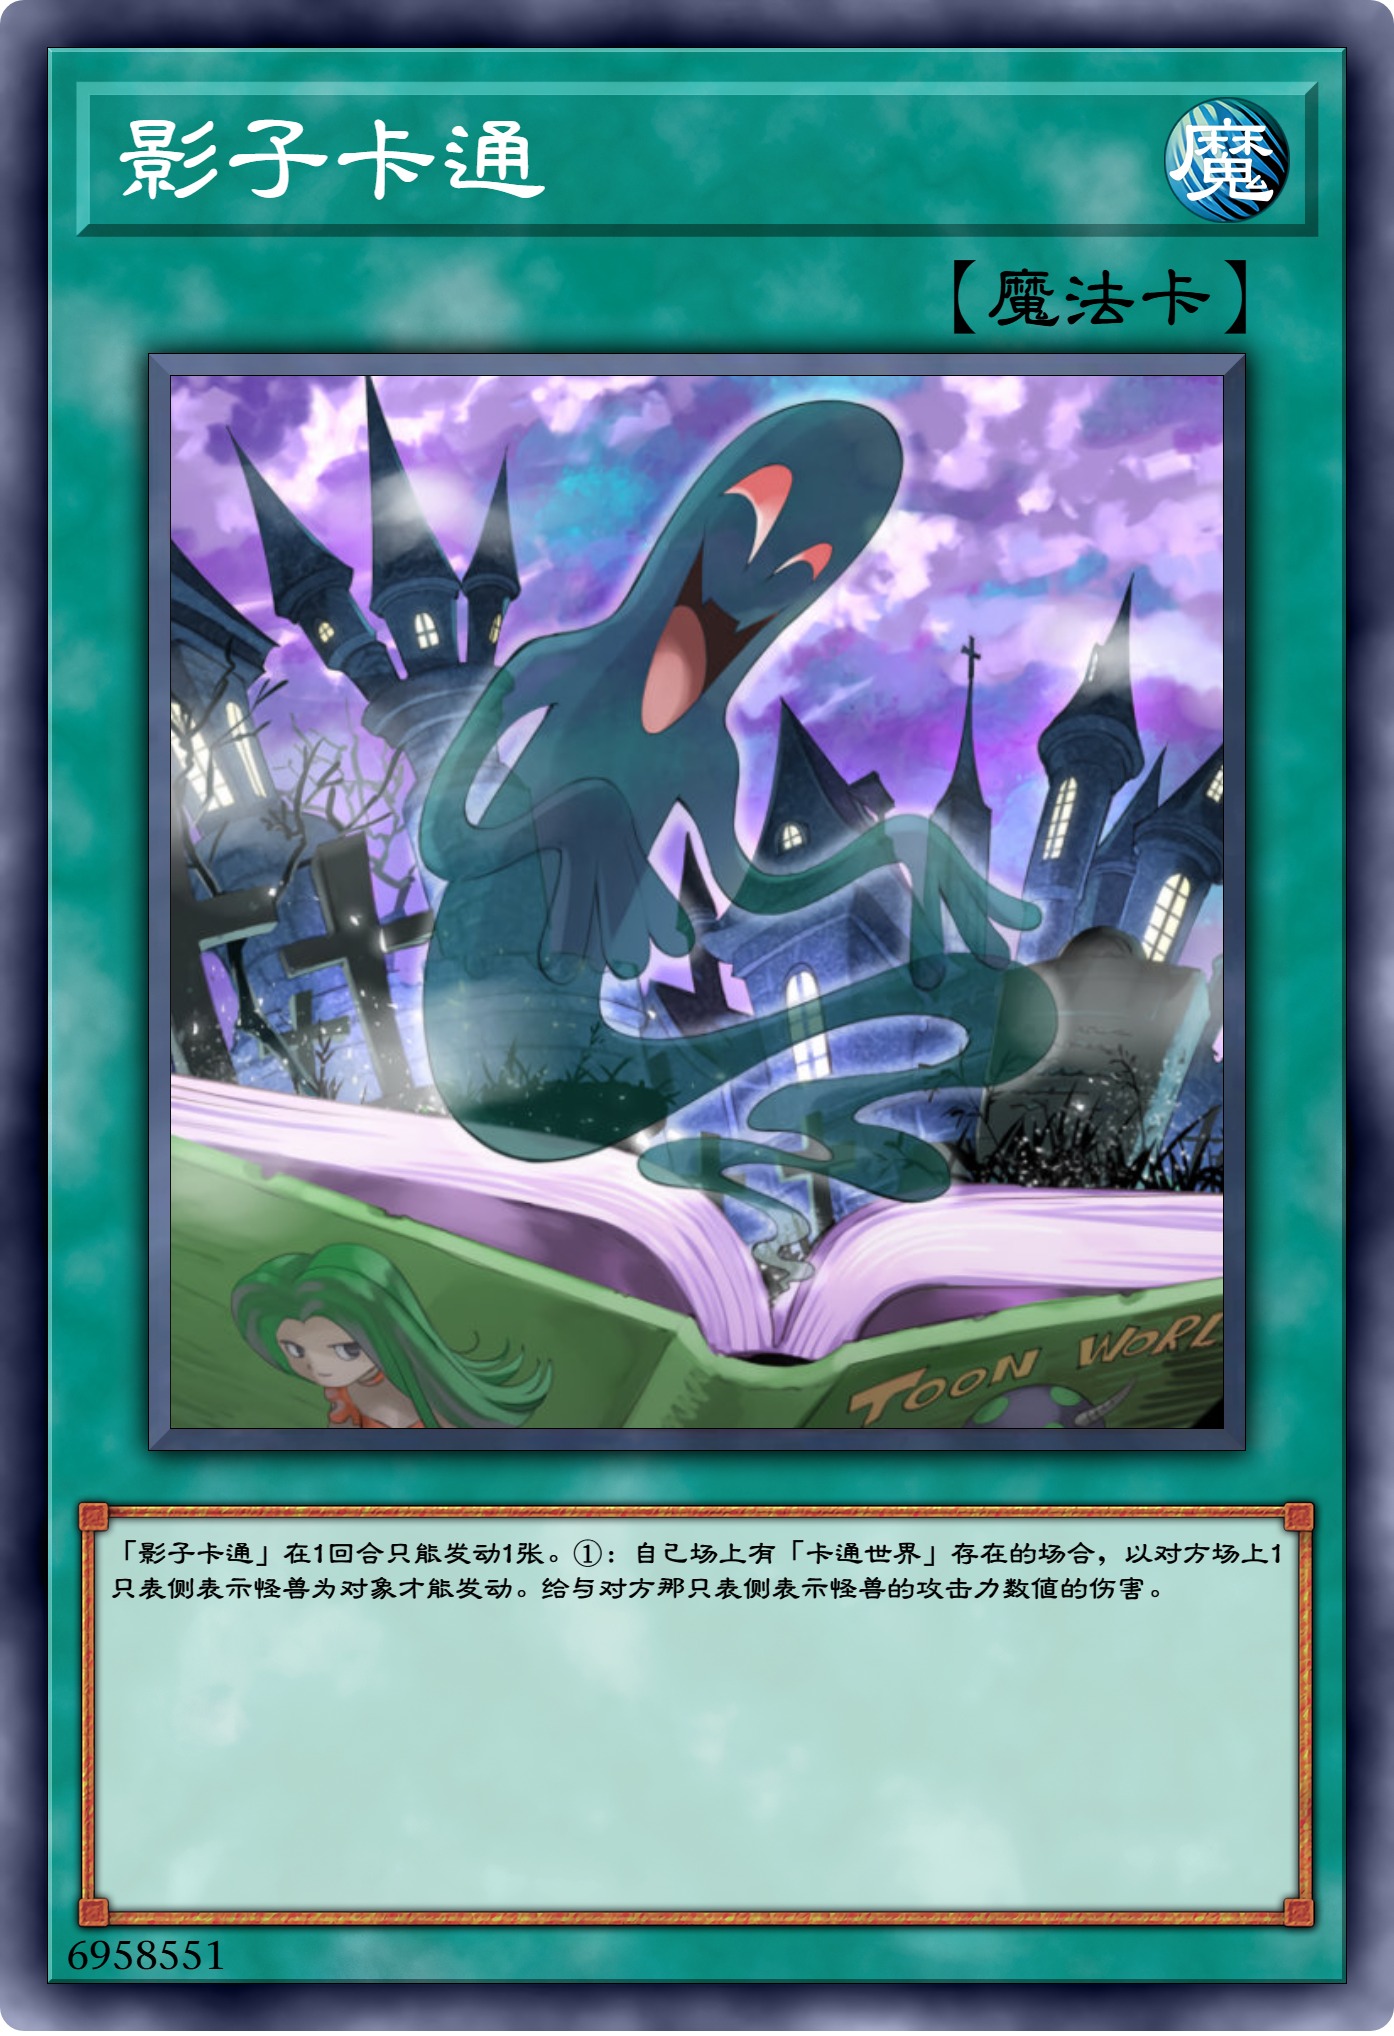 影子卡通
魔
【魔法卡】
TOON WORL
「影子卡通」在1回合只能发动1张。①：自己场上有「卡通世界」存在的场合，以对方场上1
只表侧表示怪兽为对象才能发动。给与对方那只表侧表示怪兽的攻击力数值的伤害。
6958551